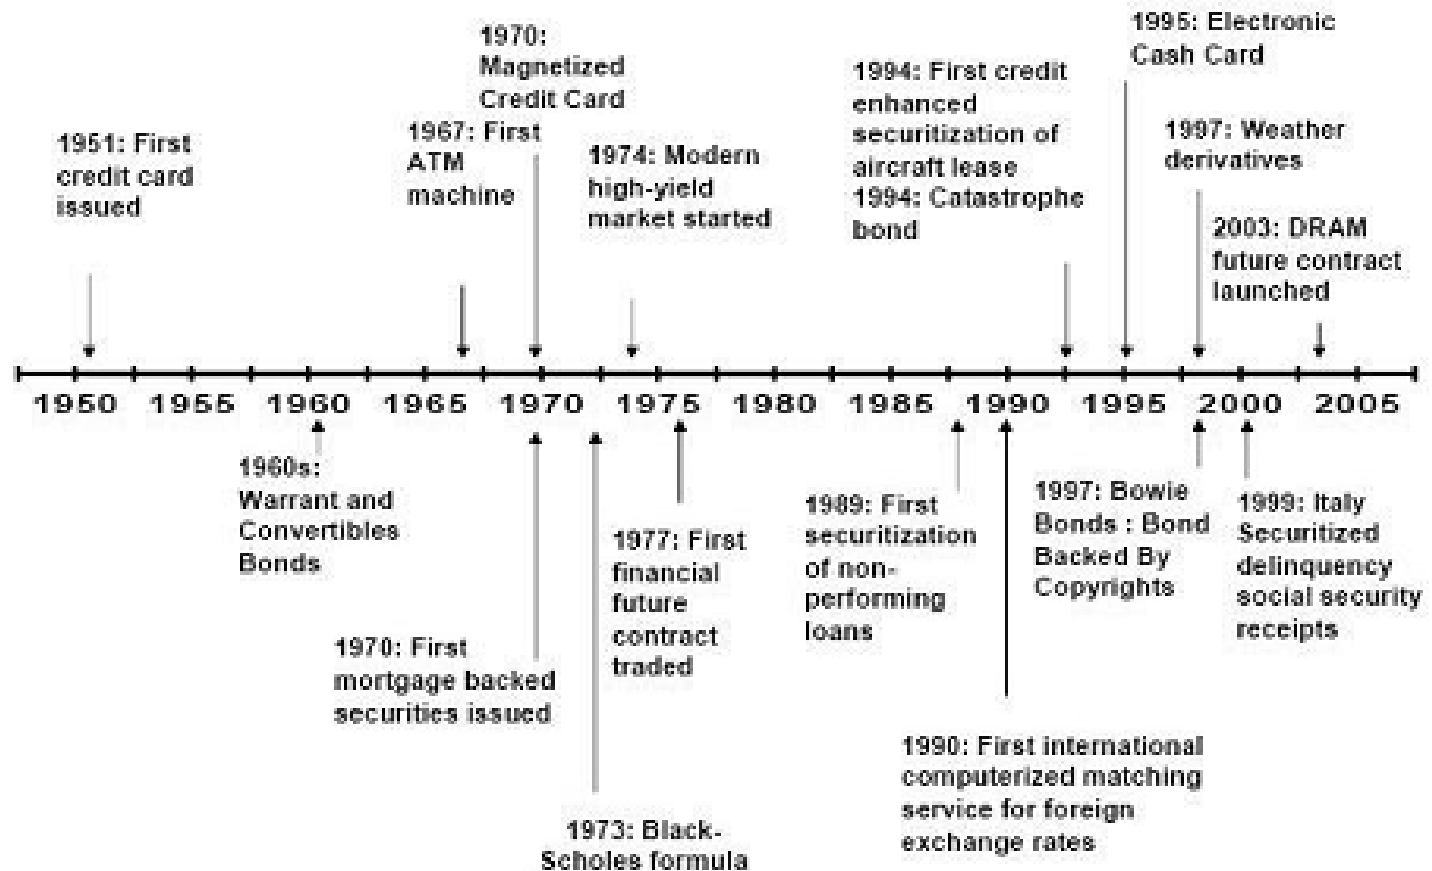 1951: First
credit card
issued
1967: First
ATM
machine
1970:
Magnetized
Credit Card
1974: Modern
high-yield
market started
1994: First credit
enhanced
securitization of
aircraft lease
1994: Catastrophe
bond
1995: Electronic
Cash Card
1997: Weather
derivatives
2003: DRAM
future contract
launched
1950 1955 1960 1965 1970 1975 1980 1985 1990 1995 2000 2005
1960s:
Warrant and
Convertibles
Bonds
1970: First
mortgage backed
securities issued
1973: Black-
Scholes formula
1977: First
financial
future
contract
traded
1989: First
securitization
of non-
performing
loans
1990: First international
computerized matching
service for foreign
exchange rates
1997: Bowie
Bonds : Bond
Backed By
Copyrights
1999: Italy
Securitized
delinquency
social security
receipts